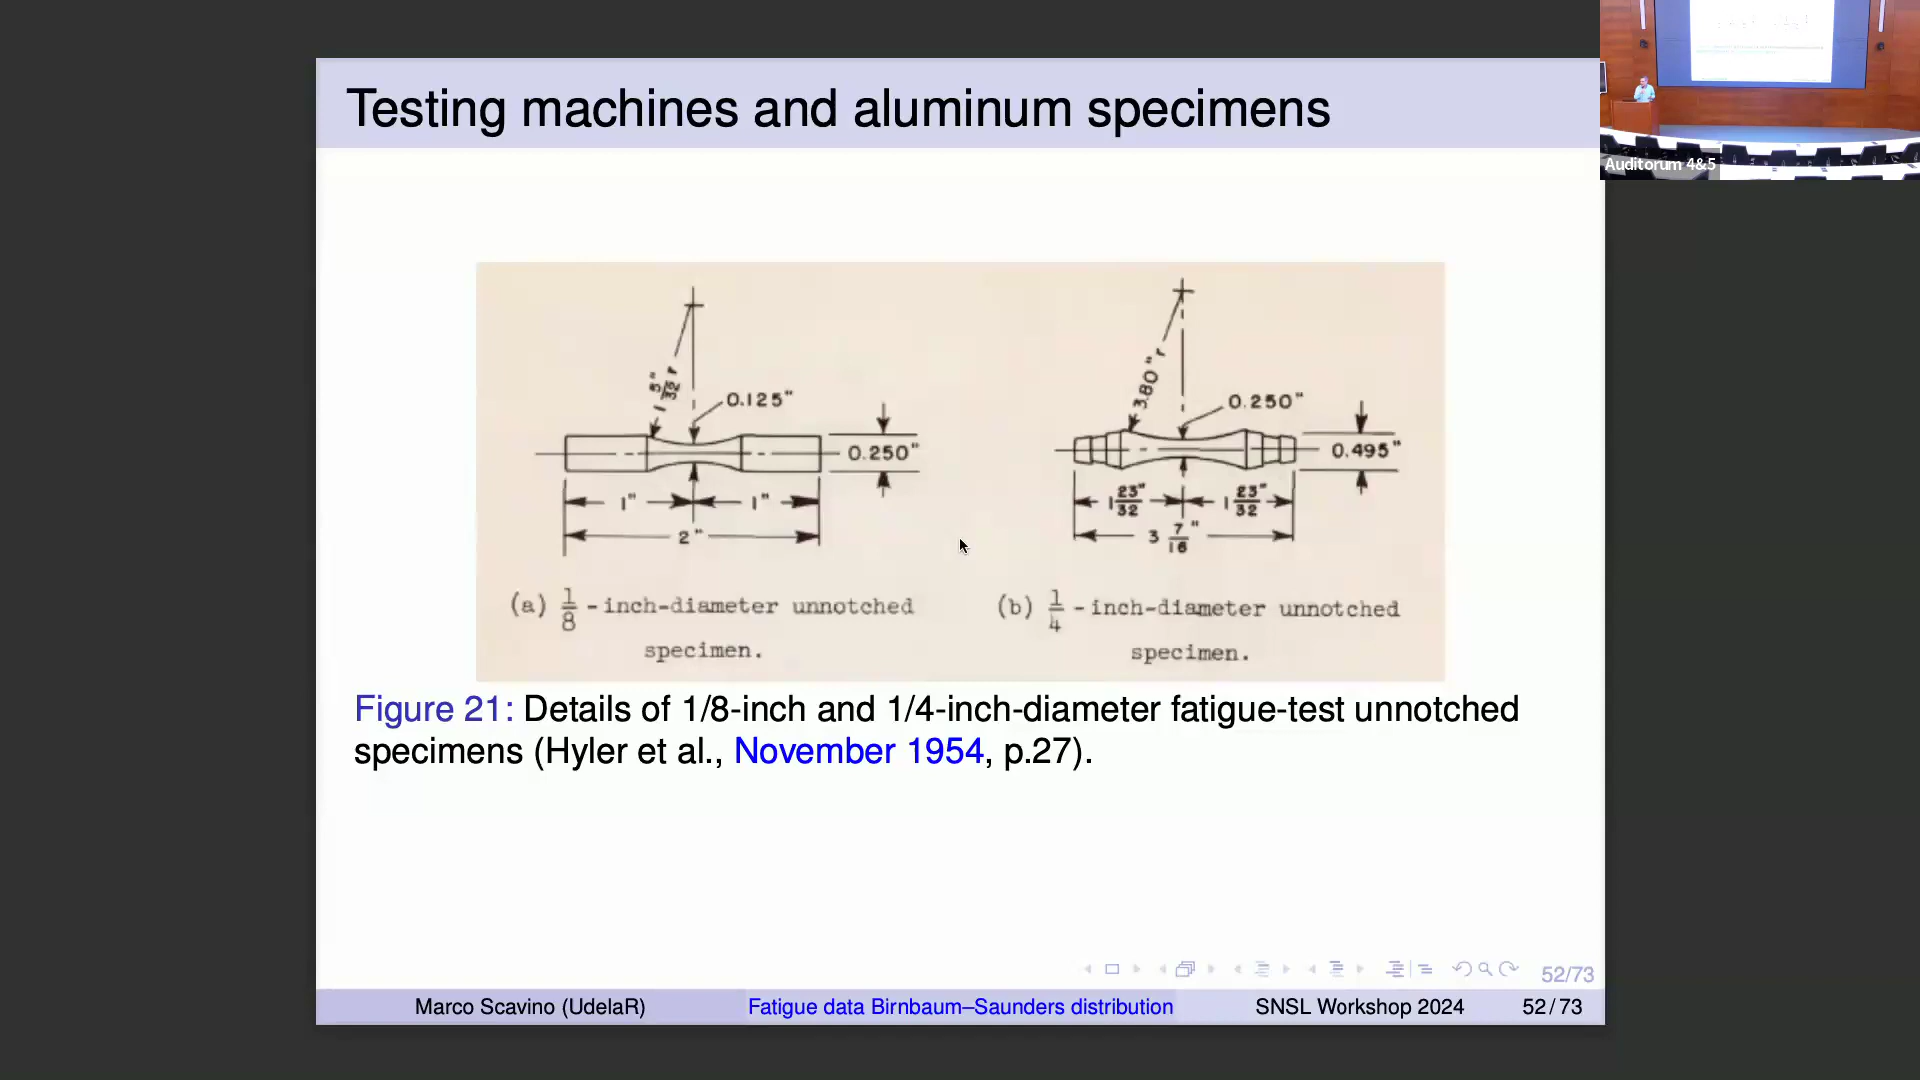 Testing machines and aluminum specimens
Auditorum 4&5
1 5/32 r
0.125"
0.250"
1" 1"
2"
3.80 " r
0.250"
0.495"
1 23/32" 1 23/32"
3 7/16"
(a) 1/8 - inch-diameter unnotched
specimen.
(b) 1/4 - inch-diameter unnotched
specimen.
Figure 21: Details of 1/8-inch and 1/4-inch-diameter fatigue-test unnotched
specimens (Hyler et al., November 1954, p.27).
52/73
Marco Scavino (UdelaR) Fatigue data Birnbaum–Saunders distribution SNSL Workshop 2024 52 / 73